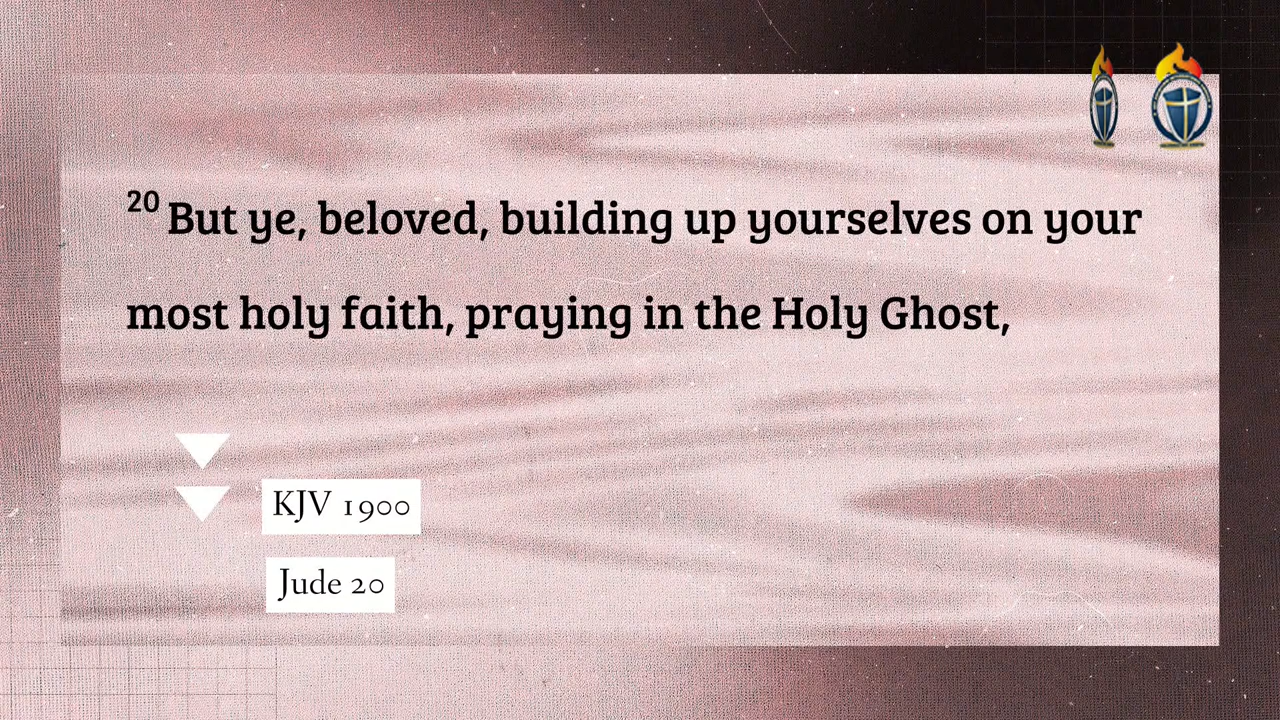 20 But ye, beloved, building up yourselves on your
most holy faith, praying in the Holy Ghost,
KJV 1900
Jude 20